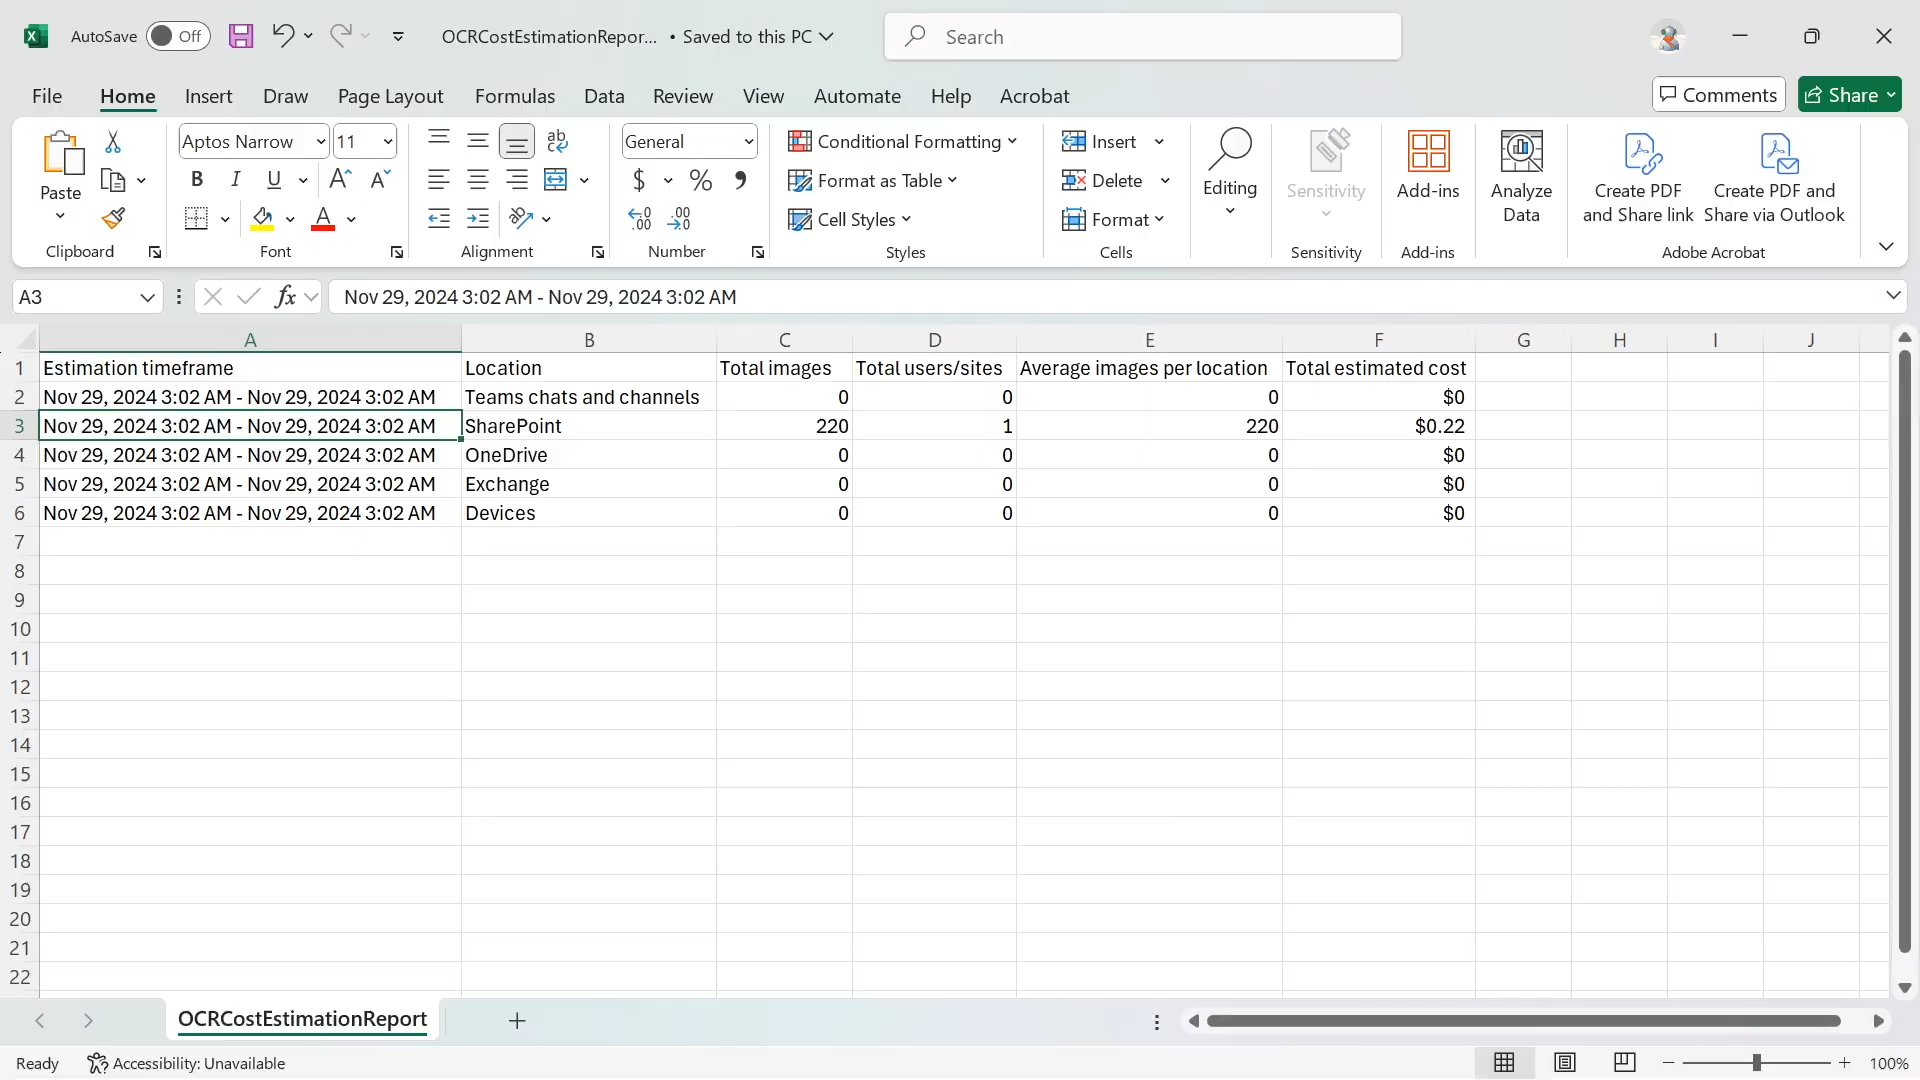 AutoSave Off OCRCostEstimationRepor... • Saved to this PC Search
File Home Insert Draw Page Layout Formulas Data Review View Automate Help Acrobat Comments Share
Paste
Clipboard
Aptos Narrow 11
B I U A A
A
Font
ab
Alignment
General
$ % ,
.00 .00
Number
Conditional Formatting
Format as Table
Cell Styles
Styles
Insert
Delete
Format
Cells
Editing
Sensitivity
Sensitivity
Add-ins
Add-ins
Analyze
Data
Create PDF
and Share link
Create PDF and
Share via Outlook
Adobe Acrobat
A3 fx Nov 29, 2024 3:02 AM - Nov 29, 2024 3:02 AM
A B C D E F G H I J
1 Estimation timeframe Location Total images Total users/sites Average images per location Total estimated cost
2 Nov 29, 2024 3:02 AM - Nov 29, 2024 3:02 AM Teams chats and channels 0 0 0 $0
3 Nov 29, 2024 3:02 AM - Nov 29, 2024 3:02 AM SharePoint 220 1 220 $0.22
4 Nov 29, 2024 3:02 AM - Nov 29, 2024 3:02 AM OneDrive 0 0 0 $0
5 Nov 29, 2024 3:02 AM - Nov 29, 2024 3:02 AM Exchange 0 0 0 $0
6 Nov 29, 2024 3:02 AM - Nov 29, 2024 3:02 AM Devices 0 0 0 $0
7
8
9
10
11
12
13
14
15
16
17
18
19
20
21
22
OCRCostEstimationReport
Ready Accessibility: Unavailable 100%